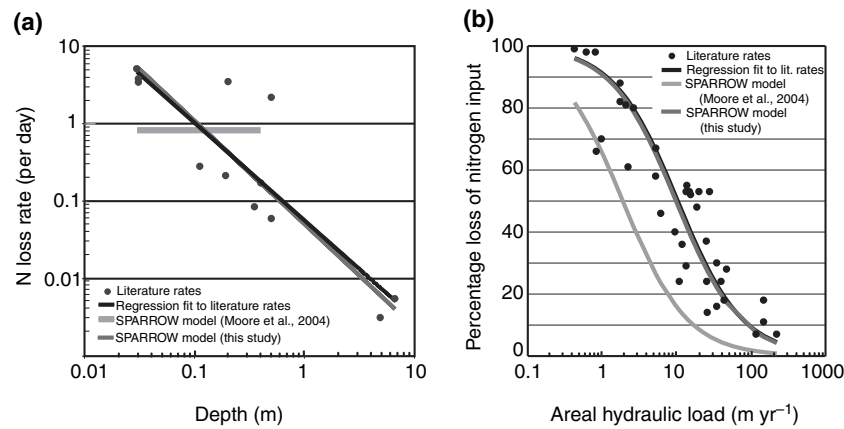 (a)
N loss rate (per day)
10
1
0.1
0.01
Literature rates
Regression fit to literature rates
SPARROW model (Moore et al., 2004)
SPARROW model (this study)
0.01
0.1
1
10
Depth (m)
(b)
Percentage loss of nitrogen input
100
80
60
40
20
0
Literature rates
Regression fit to lit. rates
SPARROW model
(Moore et al., 2004)
SPARROW model
(this study)
1
10
100
1000
Areal hydraulic load (m yr⁻¹)